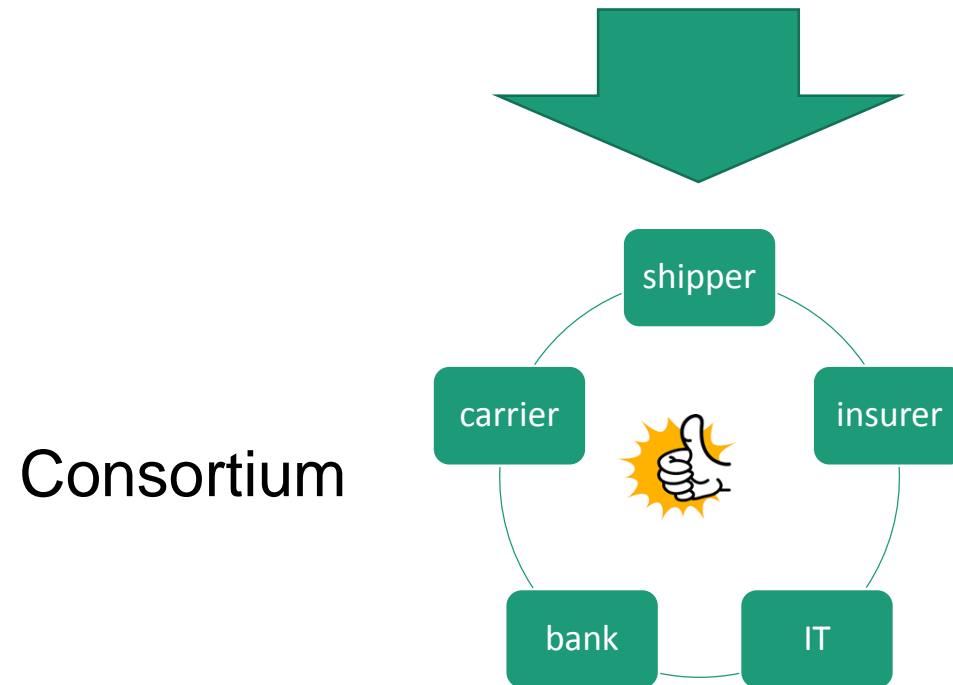 shipper
carrier
insurer
Consortium
bank
IT